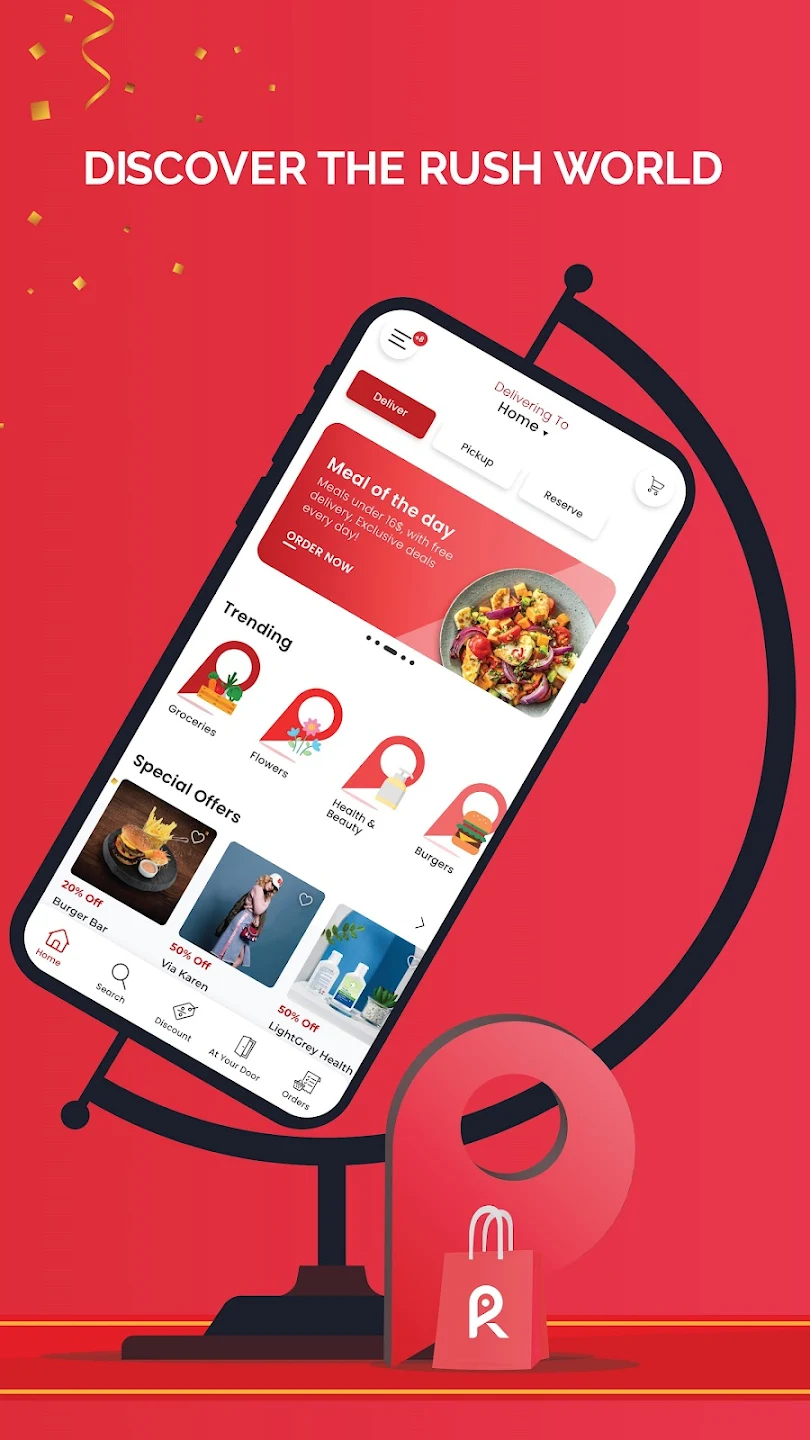 DISCOVER THE RUSH WORLD
+8
Delivering To
Home
Deliver
Pickup
Reserve
Meal of the day
Meals under 16$, with free
delivery, Exclusive deals
every day!
ORDER NOW
Trending
Groceries
Flowers
Health &
Beauty
Burgers
Special Offers
20% Off
Burger Bar
50% Off
Via Karen
50% Off
LightGrey Health
Home
Search
Discount
At Your Door
Orders
R